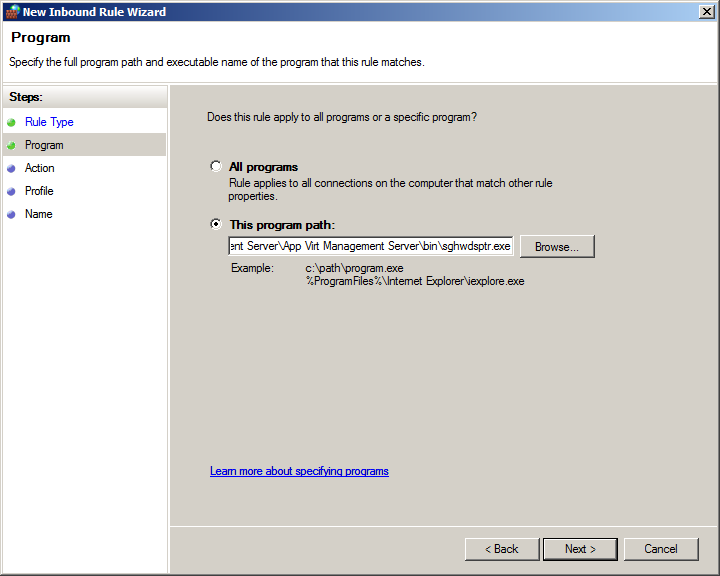 New Inbound Rule Wizard
Program
Specify the full program path and executable name of the program that this rule matches.
Steps:
Rule Type
Program
Action
Profile
Name
Does this rule apply to all programs or a specific program?
All programs
Rule applies to all connections on the computer that match other rule
properties.
This program path:
ent Server\App Virt Management Server\bin\sghwdsptr.exe
Browse...
Example:
c:\path\program.exe
%ProgramFiles%\Internet Explorer\iexplore.exe
Learn more about specifying programs
< Back
Next >
Cancel